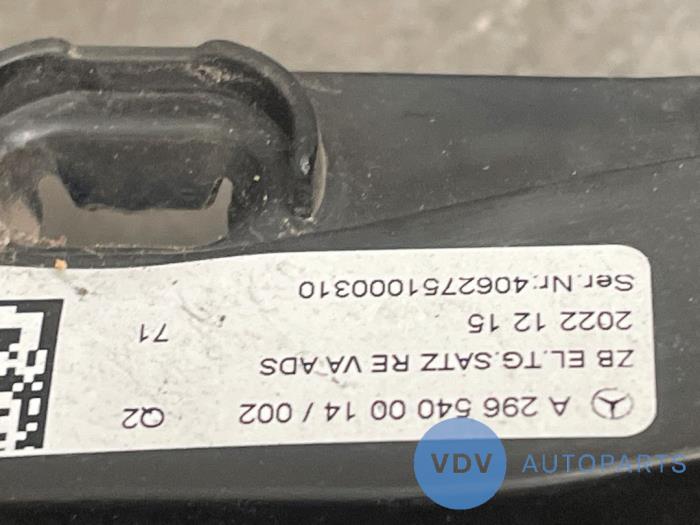 A 296 540 00 14 / 002 Q2
ZB EL.TG.SATZ RE VA ADS
2022 12 15 71
Ser.Nr.:4062751000310
VDV AUTOPARTS